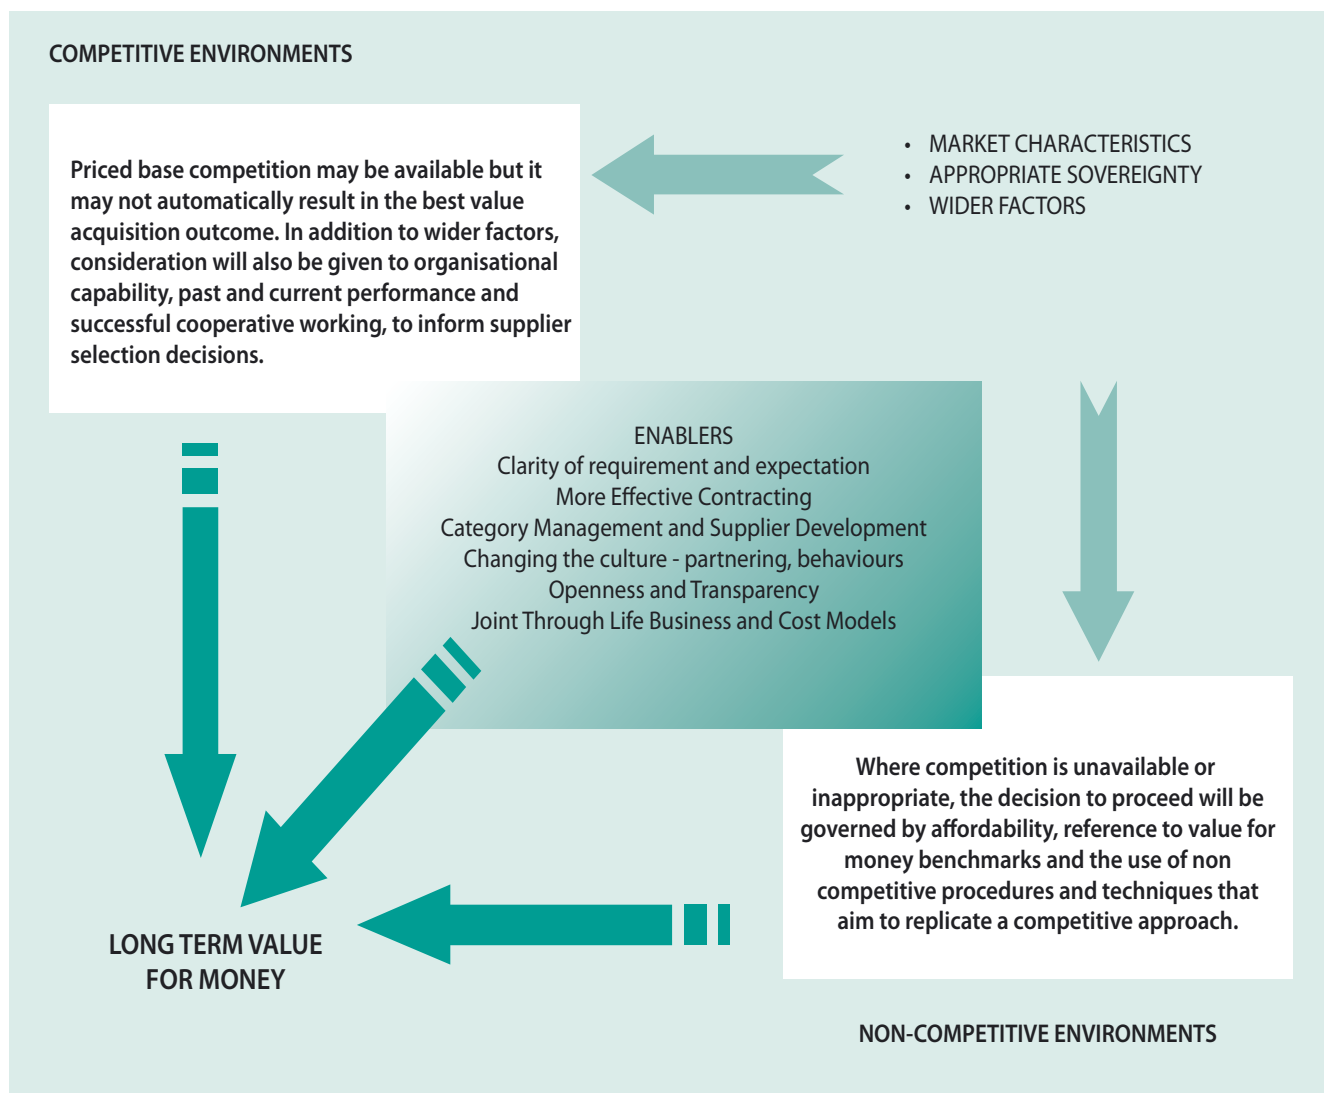 COMPETITIVE ENVIRONMENTS
Priced base competition may be available but it
may not automatically result in the best value
acquisition outcome. In addition to wider factors,
consideration will also be given to organisational
capability, past and current performance and
successful cooperative working, to inform supplier
selection decisions.
• MARKET CHARACTERISTICS
• APPROPRIATE SOVEREIGNTY
• WIDER FACTORS
ENABLERS
Clarity of requirement and expectation
More Effective Contracting
Category Management and Supplier Development
Changing the culture - partnering, behaviours
Openness and Transparency
Joint Through Life Business and Cost Models
Where competition is unavailable or
inappropriate, the decision to proceed will be
governed by affordability, reference to value for
money benchmarks and the use of non
competitive procedures and techniques that
aim to replicate a competitive approach.
LONG TERM VALUE
FOR MONEY
NON-COMPETITIVE ENVIRONMENTS